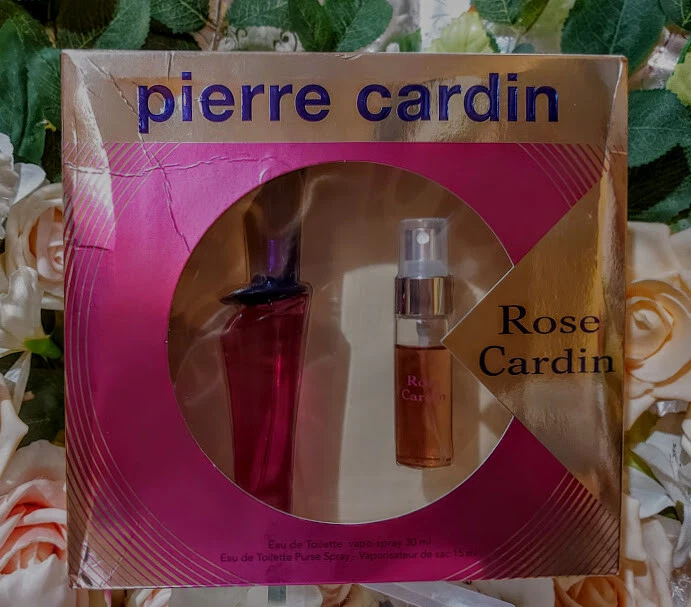 pierre cardin
Rose
Cardin
Rose
Cardin
Eau de Toilette vapo-spray 30 ml
Eau de Toilette Purse Spray - Vaporisateur de sac 15 ml